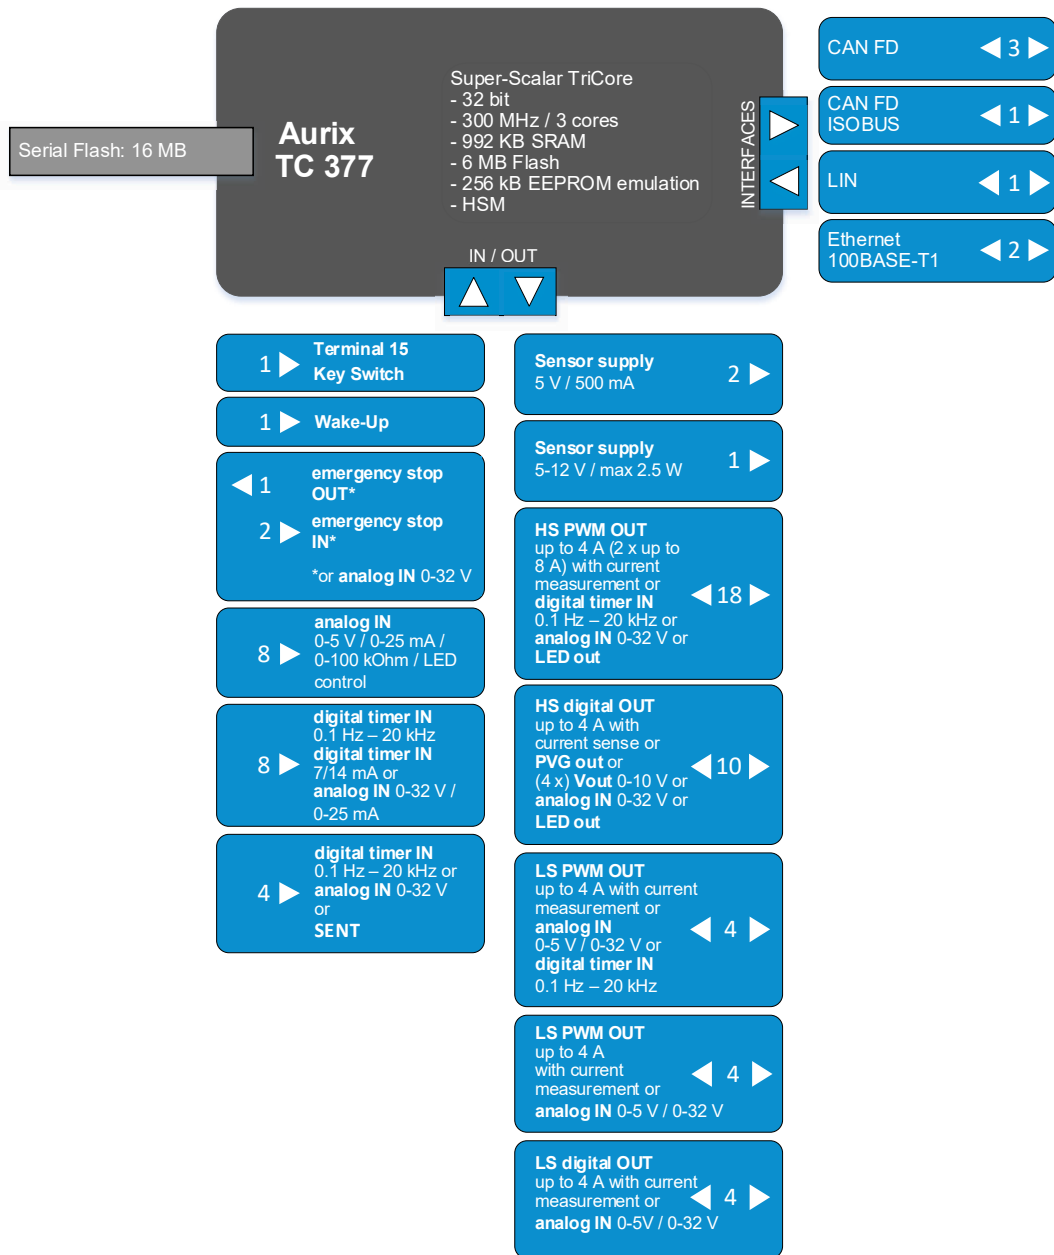 Serial Flash: 16 MB
Aurix
TC 377
Super-Scalar TriCore
- 32 bit
- 300 MHz / 3 cores
- 992 KB SRAM
- 6 MB Flash
- 256 kB EEPROM emulation
- HSM
INTERFACES
IN / OUT
CAN FD
3
CAN FD
ISOBUS
1
LIN
1
Ethernet
100BASE-T1
2
1
Terminal 15
Key Switch
1
Wake-Up
1
emergency stop
OUT*
2
emergency stop
IN*
*or analog IN 0-32 V
8
analog IN
0-5 V / 0-25 mA /
0-100 kOhm / LED
control
8
digital timer IN
0.1 Hz – 20 kHz
digital timer IN
7/14 mA or
analog IN 0-32 V /
0-25 mA
4
digital timer IN
0.1 Hz – 20 kHz or
analog IN 0-32 V
or
SENT
Sensor supply
5 V / 500 mA
2
Sensor supply
5-12 V / max 2.5 W
1
HS PWM OUT
up to 4 A (2 x up to
8 A) with current
measurement or
digital timer IN
0.1 Hz – 20 kHz or
analog IN 0-32 V or
LED out
18
HS digital OUT
up to 4 A with
current sense or
PVG out or
(4 x) Vout 0-10 V or
analog IN 0-32 V or
LED out
10
LS PWM OUT
up to 4 A with current
measurement or
analog IN
0-5 V / 0-32 V or
digital timer IN
0.1 Hz – 20 kHz
4
LS PWM OUT
up to 4 A
with current
measurement or
analog IN 0-5 V / 0-32 V
4
LS digital OUT
up to 4 A with current
measurement or
analog IN 0-5V / 0-32 V
4